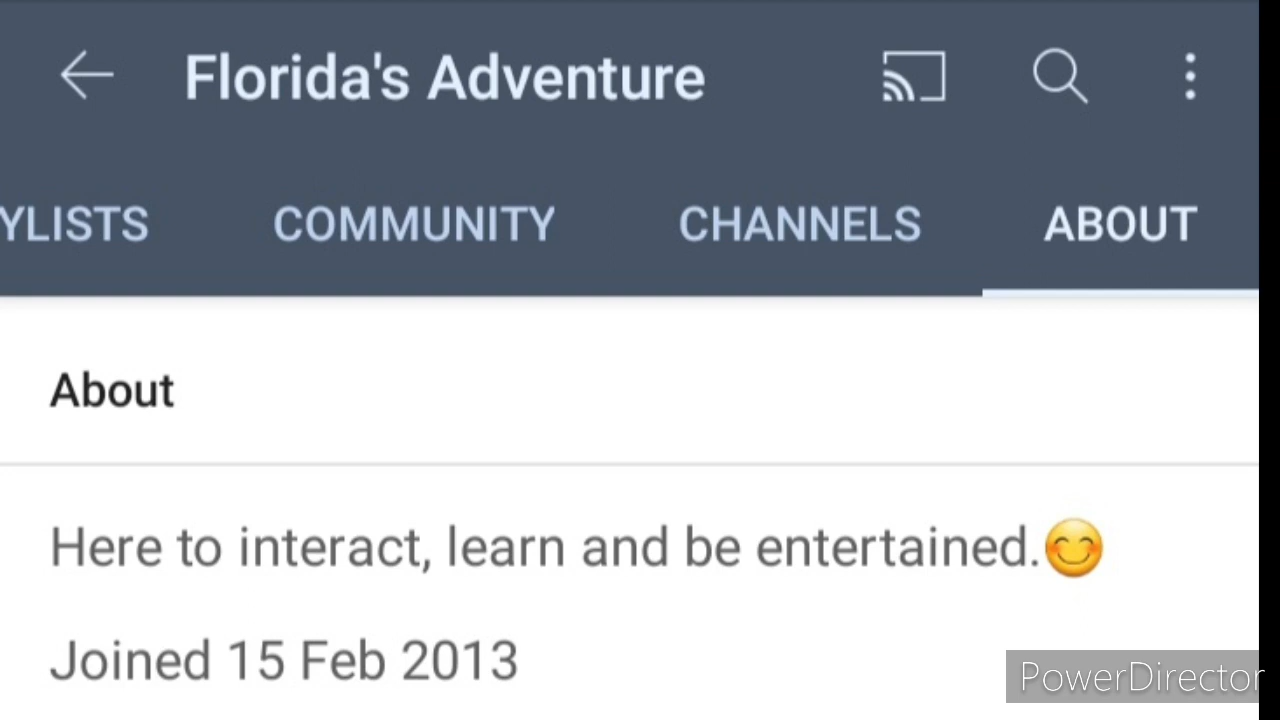 Florida's Adventure
YLISTS COMMUNITY CHANNELS ABOUT
About
Here to interact, learn and be entertained.😊
Joined 15 Feb 2013
PowerDirector